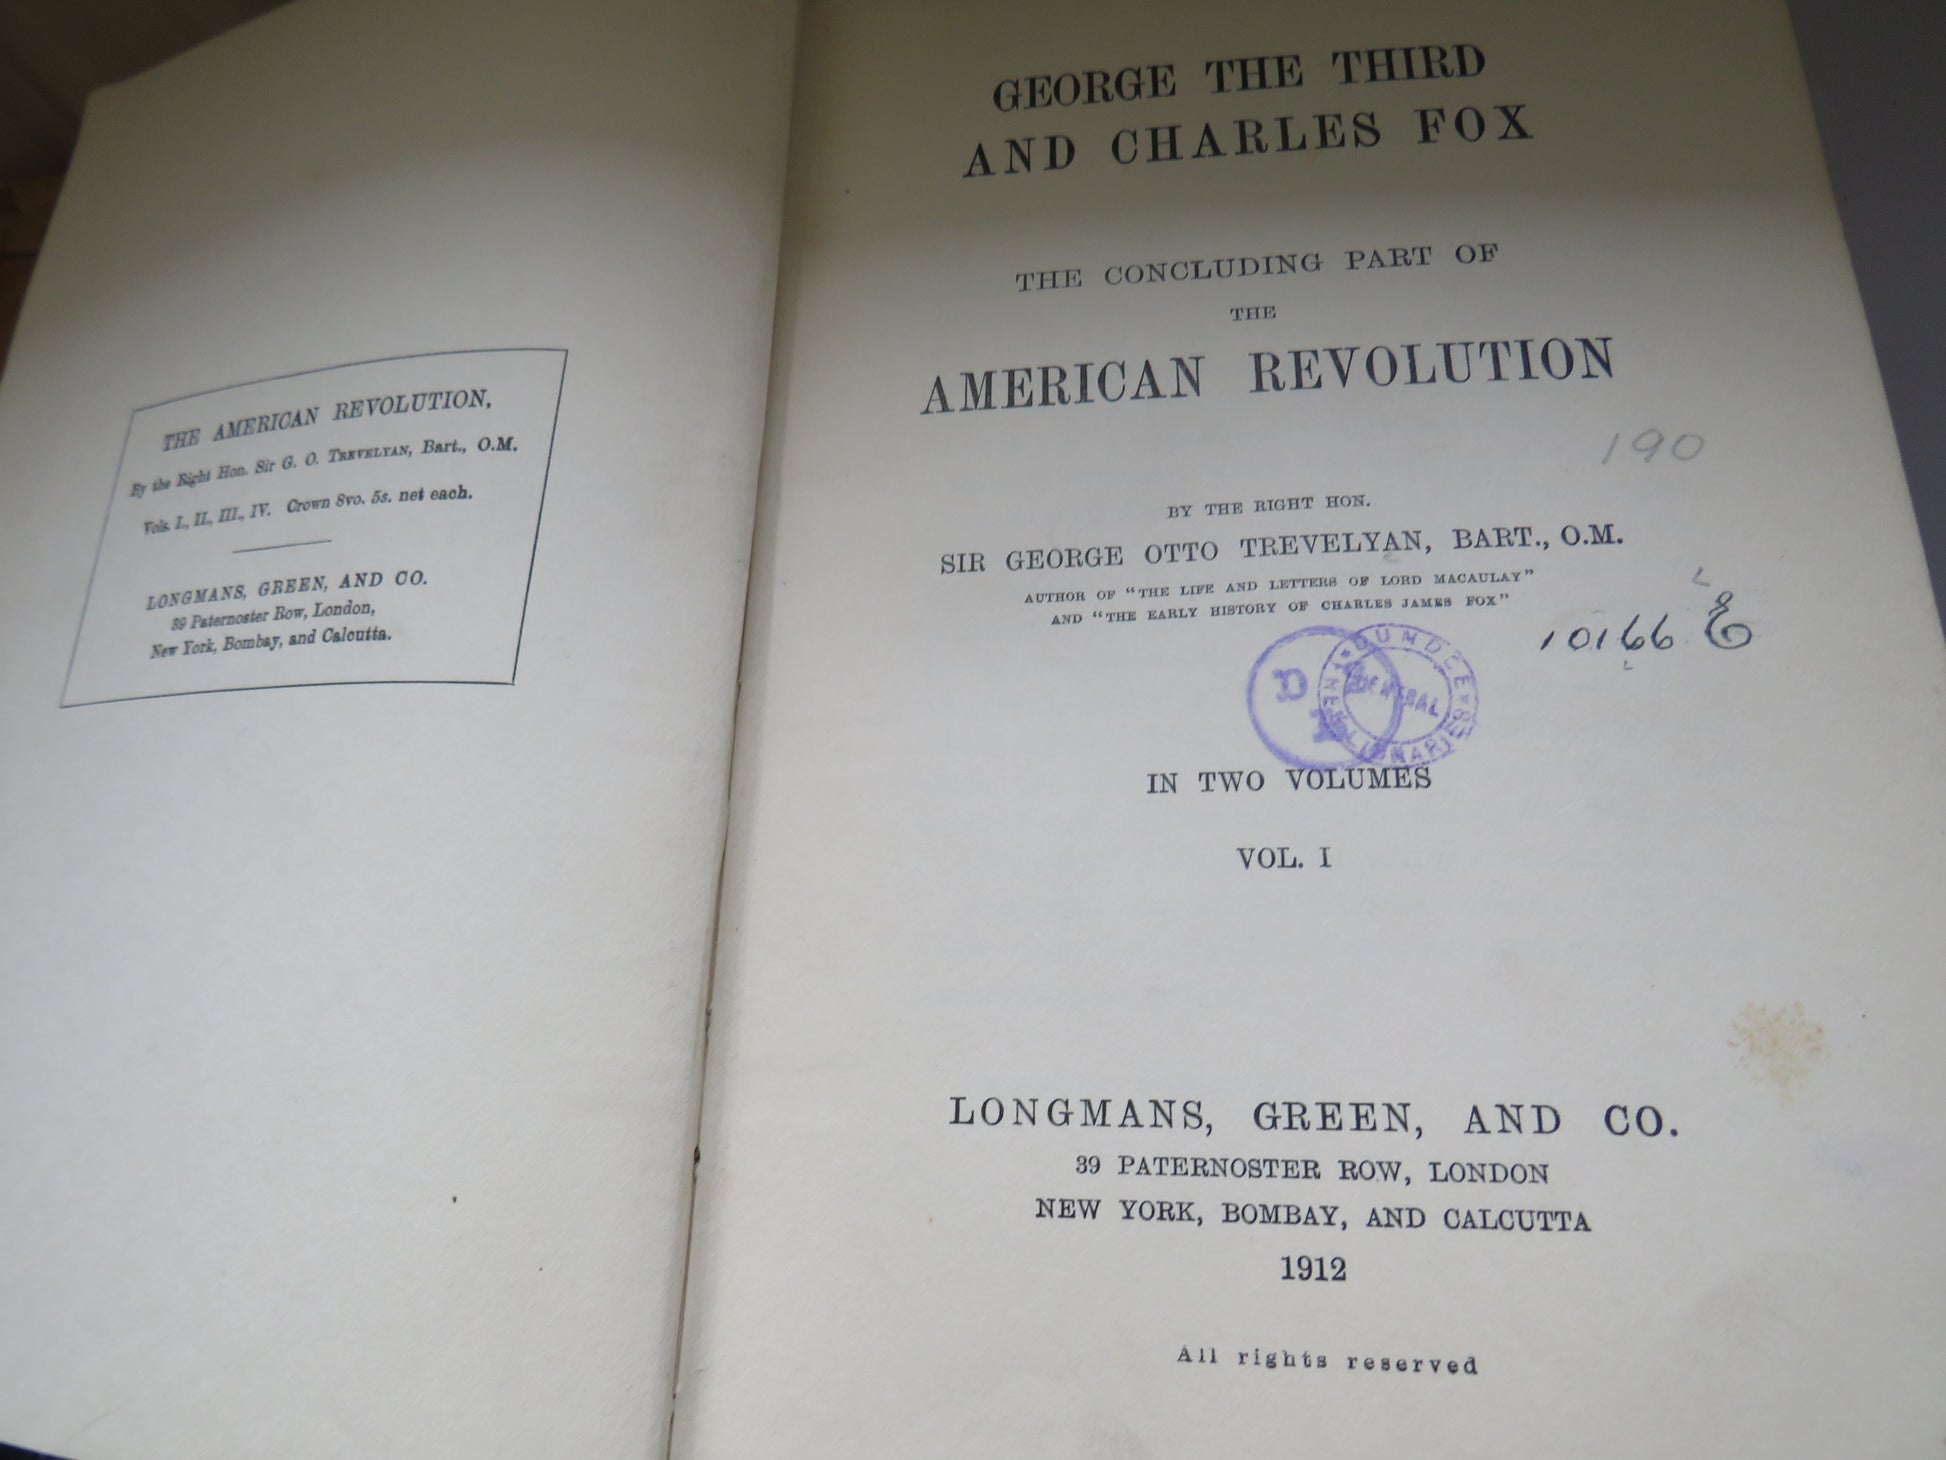 THE AMERICAN REVOLUTION,
By the Right Hon. Sir G. O. TREVELYAN, Bart., O.M.
Vols. I., II., III., IV. Crown 8vo. 5s. net each.
LONGMANS, GREEN, AND CO.
39 Paternoster Row, London,
New York, Bombay, and Calcutta.
GEORGE THE THIRD
AND CHARLES FOX
THE CONCLUDING PART OF
THE
AMERICAN REVOLUTION
190
BY THE RIGHT HON.
SIR GEORGE OTTO TREVELYAN, BART., O.M.
AUTHOR OF "THE LIFE AND LETTERS OF LORD MACAULAY"
AND "THE EARLY HISTORY OF CHARLES JAMES FOX"
10166 E
DUNDEE
LIBRARIES
D
IN TWO VOLUMES
VOL. I
LONGMANS, GREEN, AND CO.
39 PATERNOSTER ROW, LONDON
NEW YORK, BOMBAY, AND CALCUTTA
1912
All rights reserved